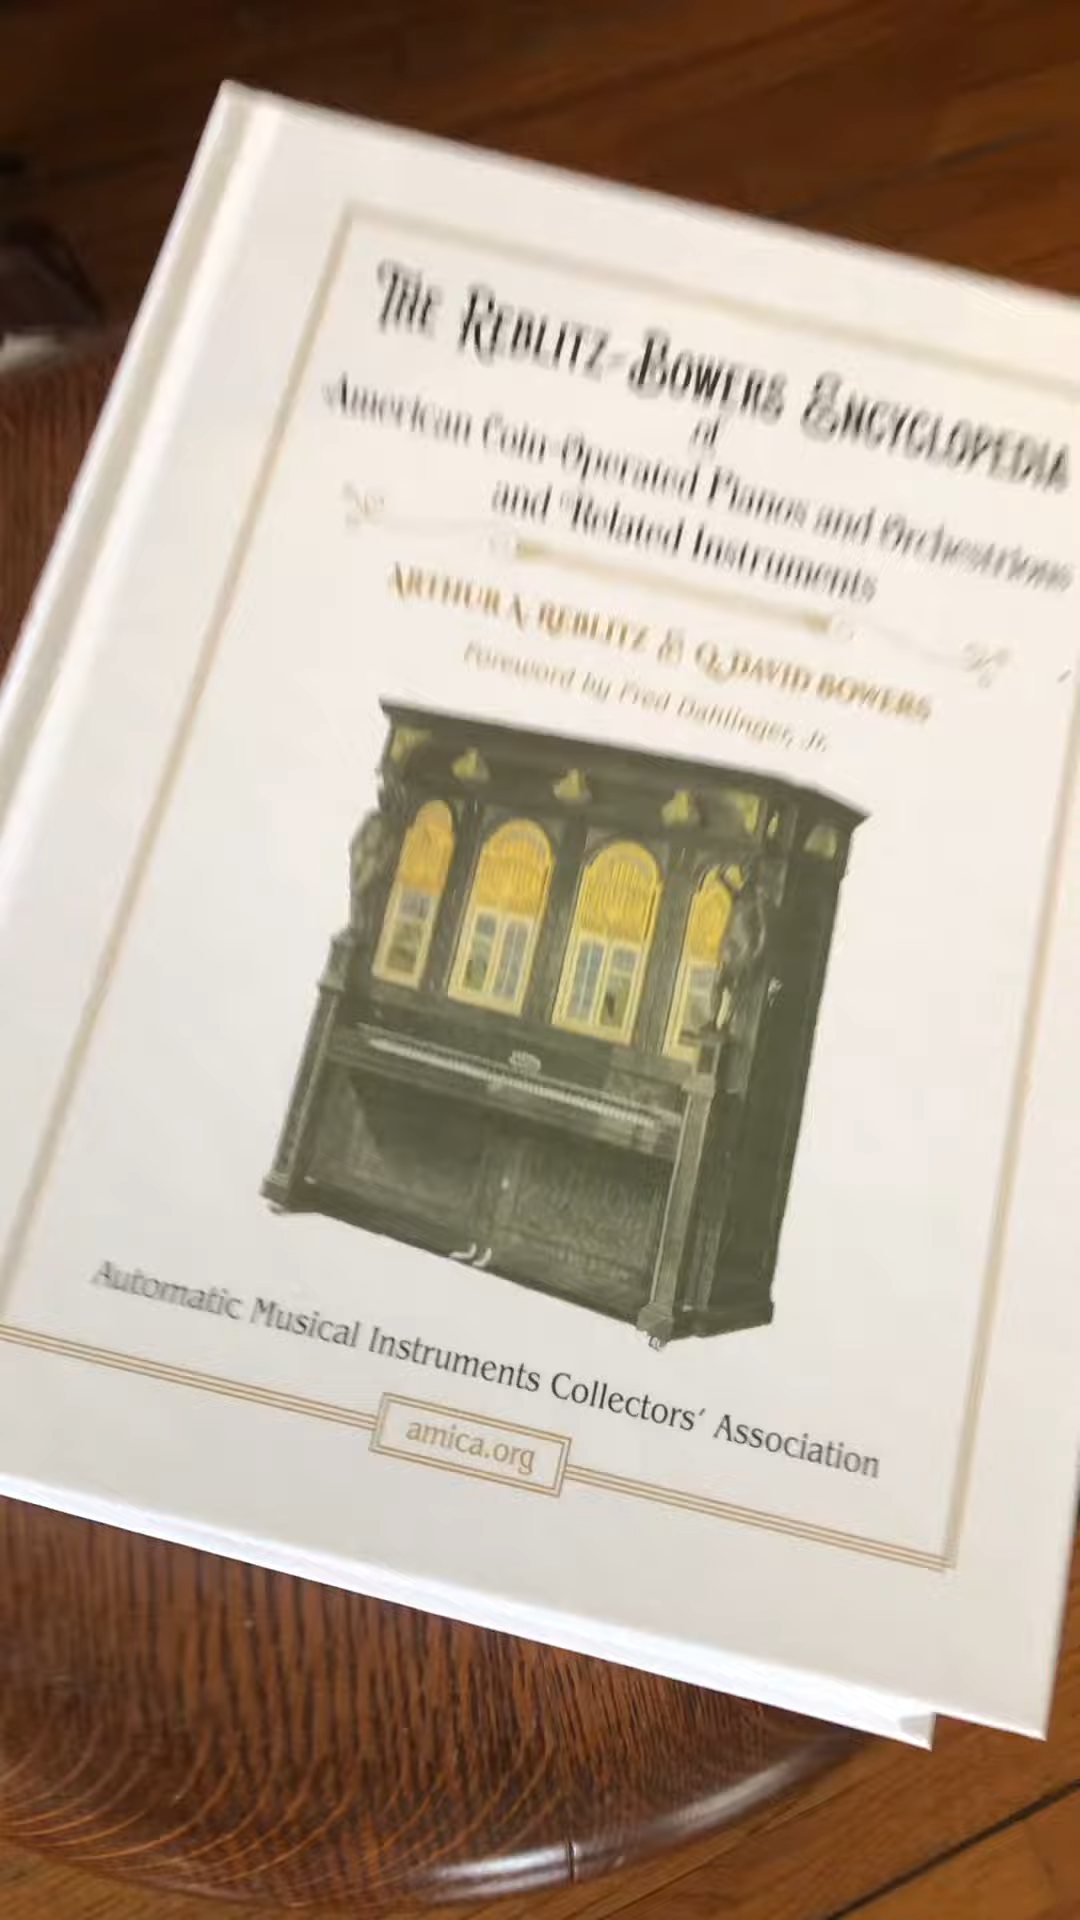 The Reblitz-Bowers Encyclopedia
of
American Coin-Operated Pianos and Orchestrions
and Related Instruments
ARTHUR A. REBLITZ & Q. DAVID BOWERS
Foreword by Fred Dahlinger, Jr.
Automatic Musical Instruments Collectors’ Association
amica.org